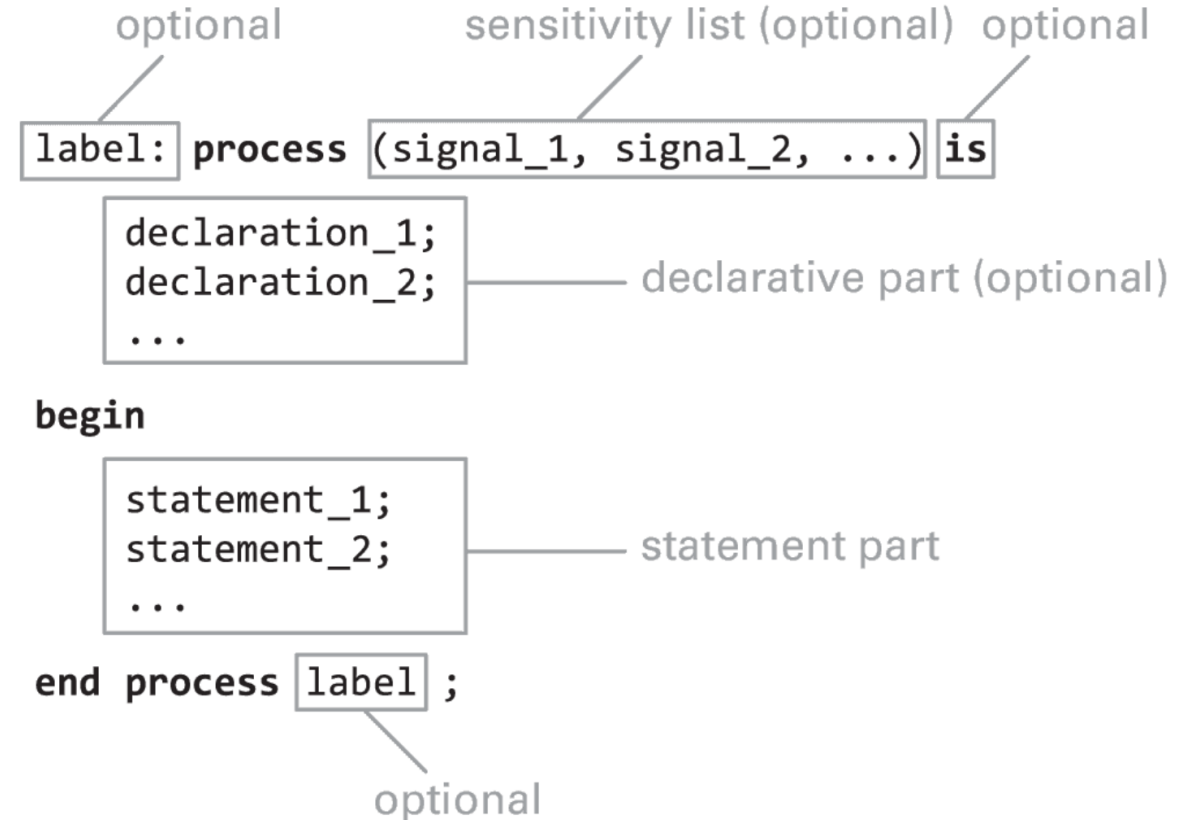 optional sensitivity list (optional) optional
label: process (signal_1, signal_2, ...) is
declaration_1;
declaration_2; declarative part (optional)
...
begin
statement_1;
statement_2; statement part
...
end process label ;
optional